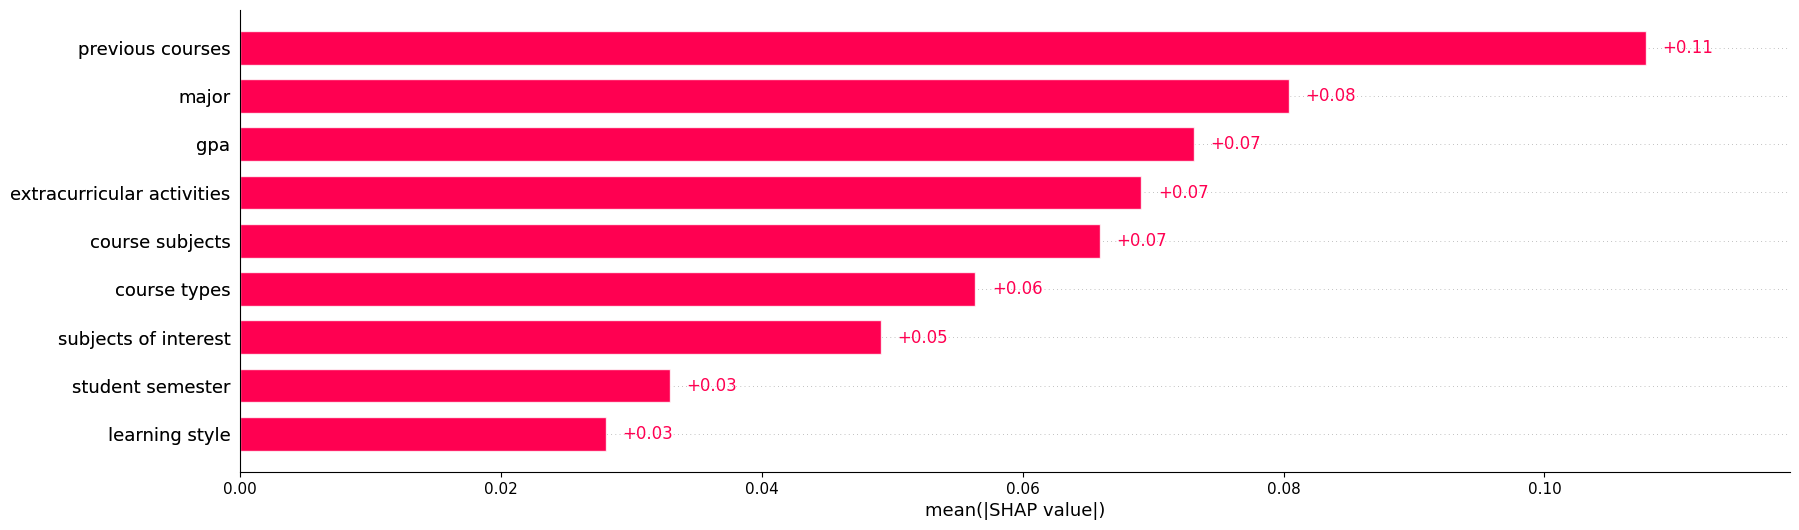 previous courses +0.11
major +0.08
gpa +0.07
extracurricular activities +0.07
course subjects +0.07
course types +0.06
subjects of interest +0.05
student semester +0.03
learning style +0.03
0.00 0.02 0.04 0.06 0.08 0.10
mean(|SHAP value|)